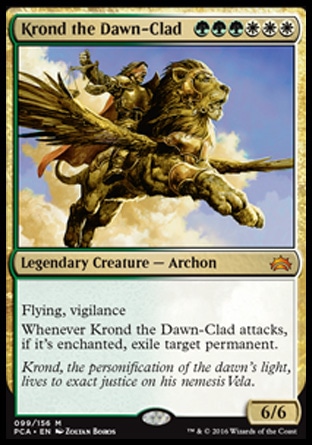 Krond the Dawn-Clad
Legendary Creature — Archon
Flying, vigilance
Whenever Krond the Dawn-Clad attacks,
if it's enchanted, exile target permanent.
Krond, the personification of the dawn's light,
lives to exact justice on his nemesis Vela.
6/6
099/156 M
PCA • EN Zoltan Boros
™ & © 2016 Wizards of the Coast